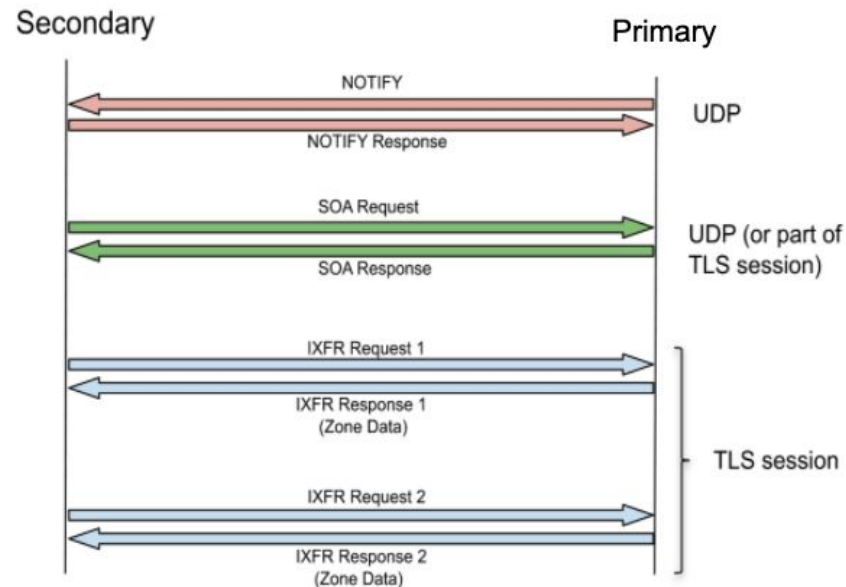 Secondary
Primary
NOTIFY
UDP
NOTIFY Response
SOA Request
UDP (or part of
TLS session)
SOA Response
IXFR Request 1
IXFR Response 1
(Zone Data)
TLS session
IXFR Request 2
IXFR Response 2
(Zone Data)